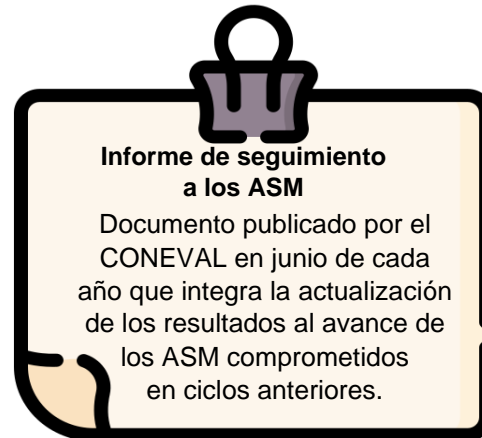 Informe de seguimiento
a los ASM
Documento publicado por el
CONEVAL en junio de cada
año que integra la actualización
de los resultados al avance de
los ASM comprometidos
en ciclos anteriores.